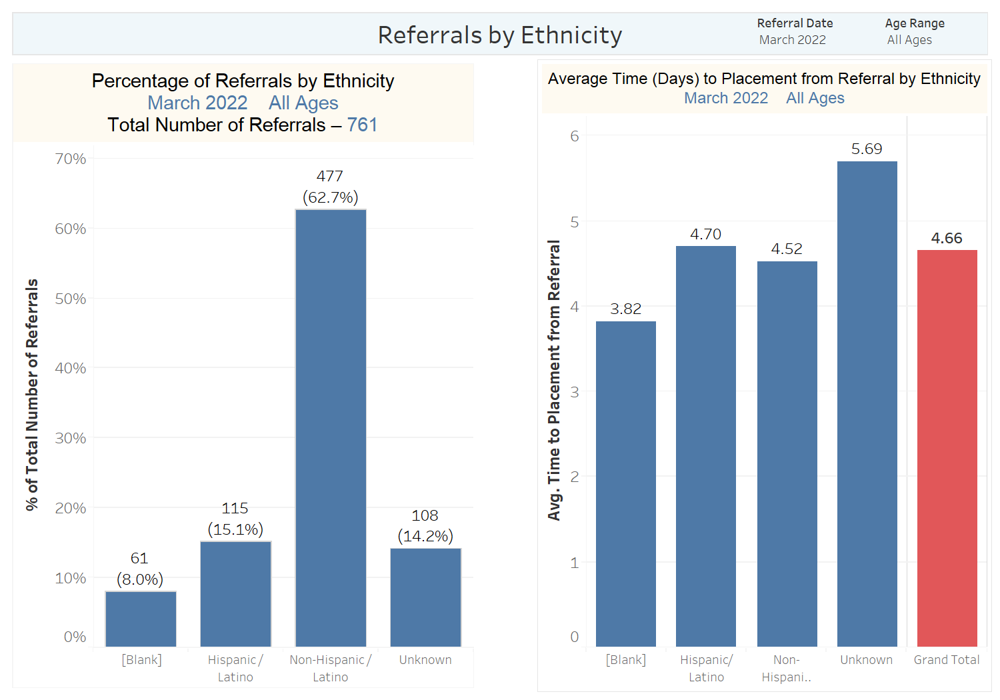 Referrals by Ethnicity
Referral Date
March 2022
Age Range
All Ages
Percentage of Referrals by Ethnicity
March 2022 All Ages
Total Number of Referrals – 761
% of Total Number of Referrals
70%
60%
50%
40%
30%
20%
10%
0%
61
(8.0%)
115
(15.1%)
477
(62.7%)
108
(14.2%)
[Blank]
Hispanic/
Latino
Non-Hispanic/
Latino
Unknown
Average Time (Days) to Placement from Referral by Ethnicity
March 2022 All Ages
Avg. Time to Placement from Referral
6
5
4
3
2
1
0
3.82
4.70
4.52
5.69
4.66
[Blank]
Hispanic/
Latino
Non-
Hispani..
Unknown
Grand Total